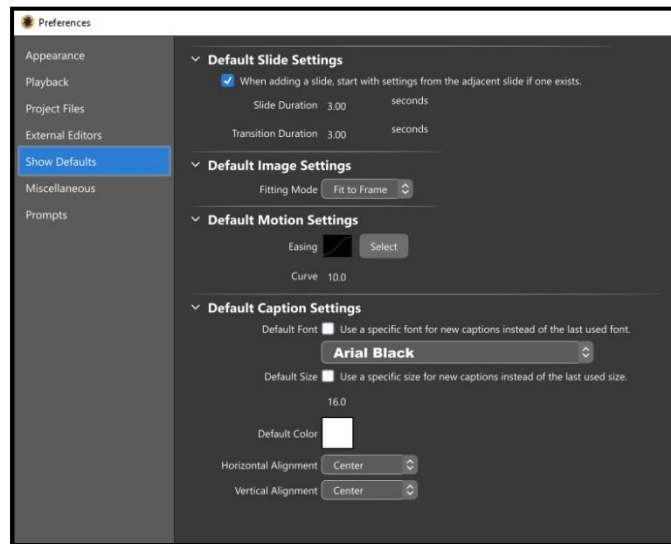 Preferences
Appearance
Playback
Project Files
External Editors
Show Defaults
Miscellaneous
Prompts
Default Slide Settings
When adding a slide, start with settings from the adjacent slide if one exists.
Slide Duration 3.00 seconds
Transition Duration 3.00 seconds
Default Image Settings
Fitting Mode Fit to Frame
Default Motion Settings
Easing Select
Curve 10.0
Default Caption Settings
Default Font Use a specific font for new captions instead of the last used font.
Arial Black
Default Size Use a specific size for new captions instead of the last used size.
16.0
Default Color
Horizontal Alignment Center
Vertical Alignment Center